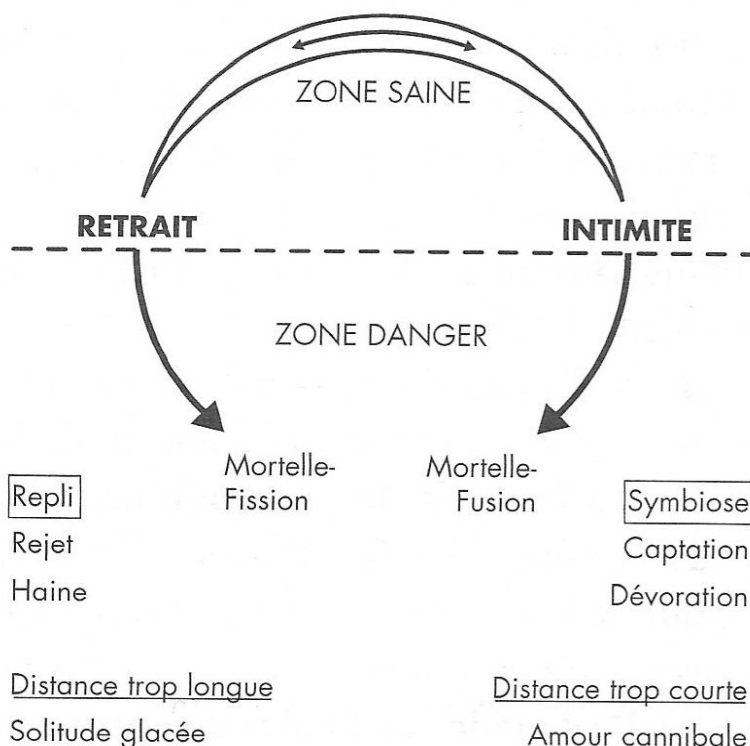 ZONE SAINE
RETRAIT
INTIMITE
ZONE DANGER
Mortelle-
Fission
Mortelle-
Fusion
Repli
Rejet
Haine
Symbiose
Captation
Dévoration
Distance trop longue
Solitude glacée
Distance trop courte
Amour cannibale